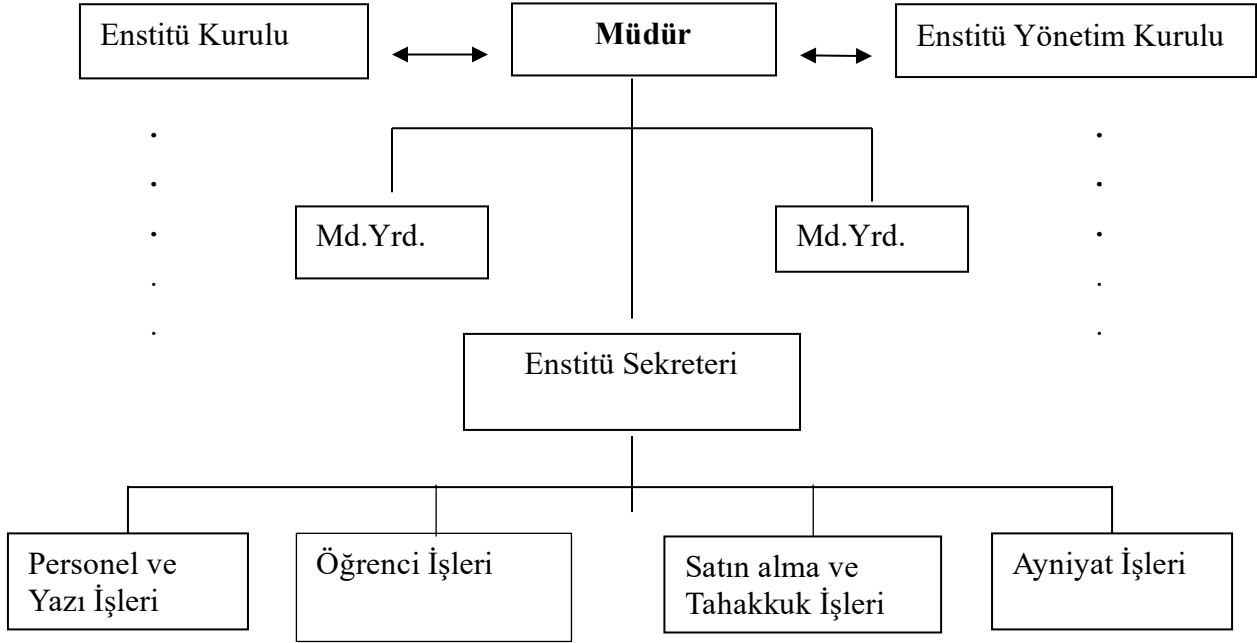 Enstitü Kurulu
Müdür
Enstitü Yönetim Kurulu
Md.Yrd.
Md.Yrd.
Enstitü Sekreteri
Personel ve
Yazı İşleri
Öğrenci İşleri
Satın alma ve
Tahakkuk İşleri
Ayniyat İşleri